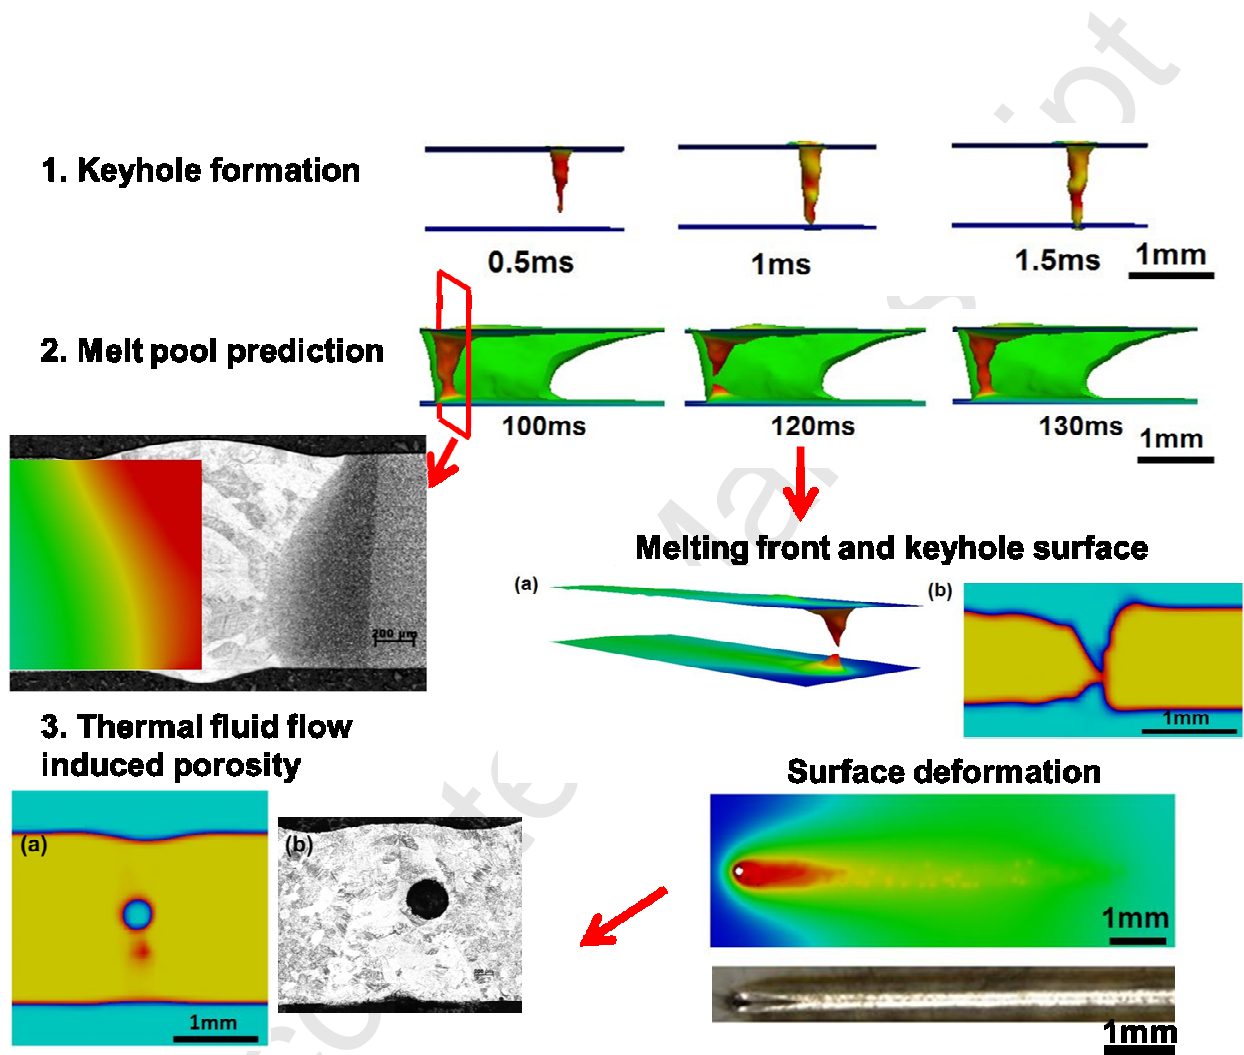 1. Keyhole formation
0.5ms
1ms
1.5ms
1mm
2. Melt pool prediction
100ms
120ms
130ms
1mm
200 µm
Melting front and keyhole surface
(a)
(b)
1mm
3. Thermal fluid flow
induced porosity
(a)
1mm
(b)
Surface deformation
1mm
1mm